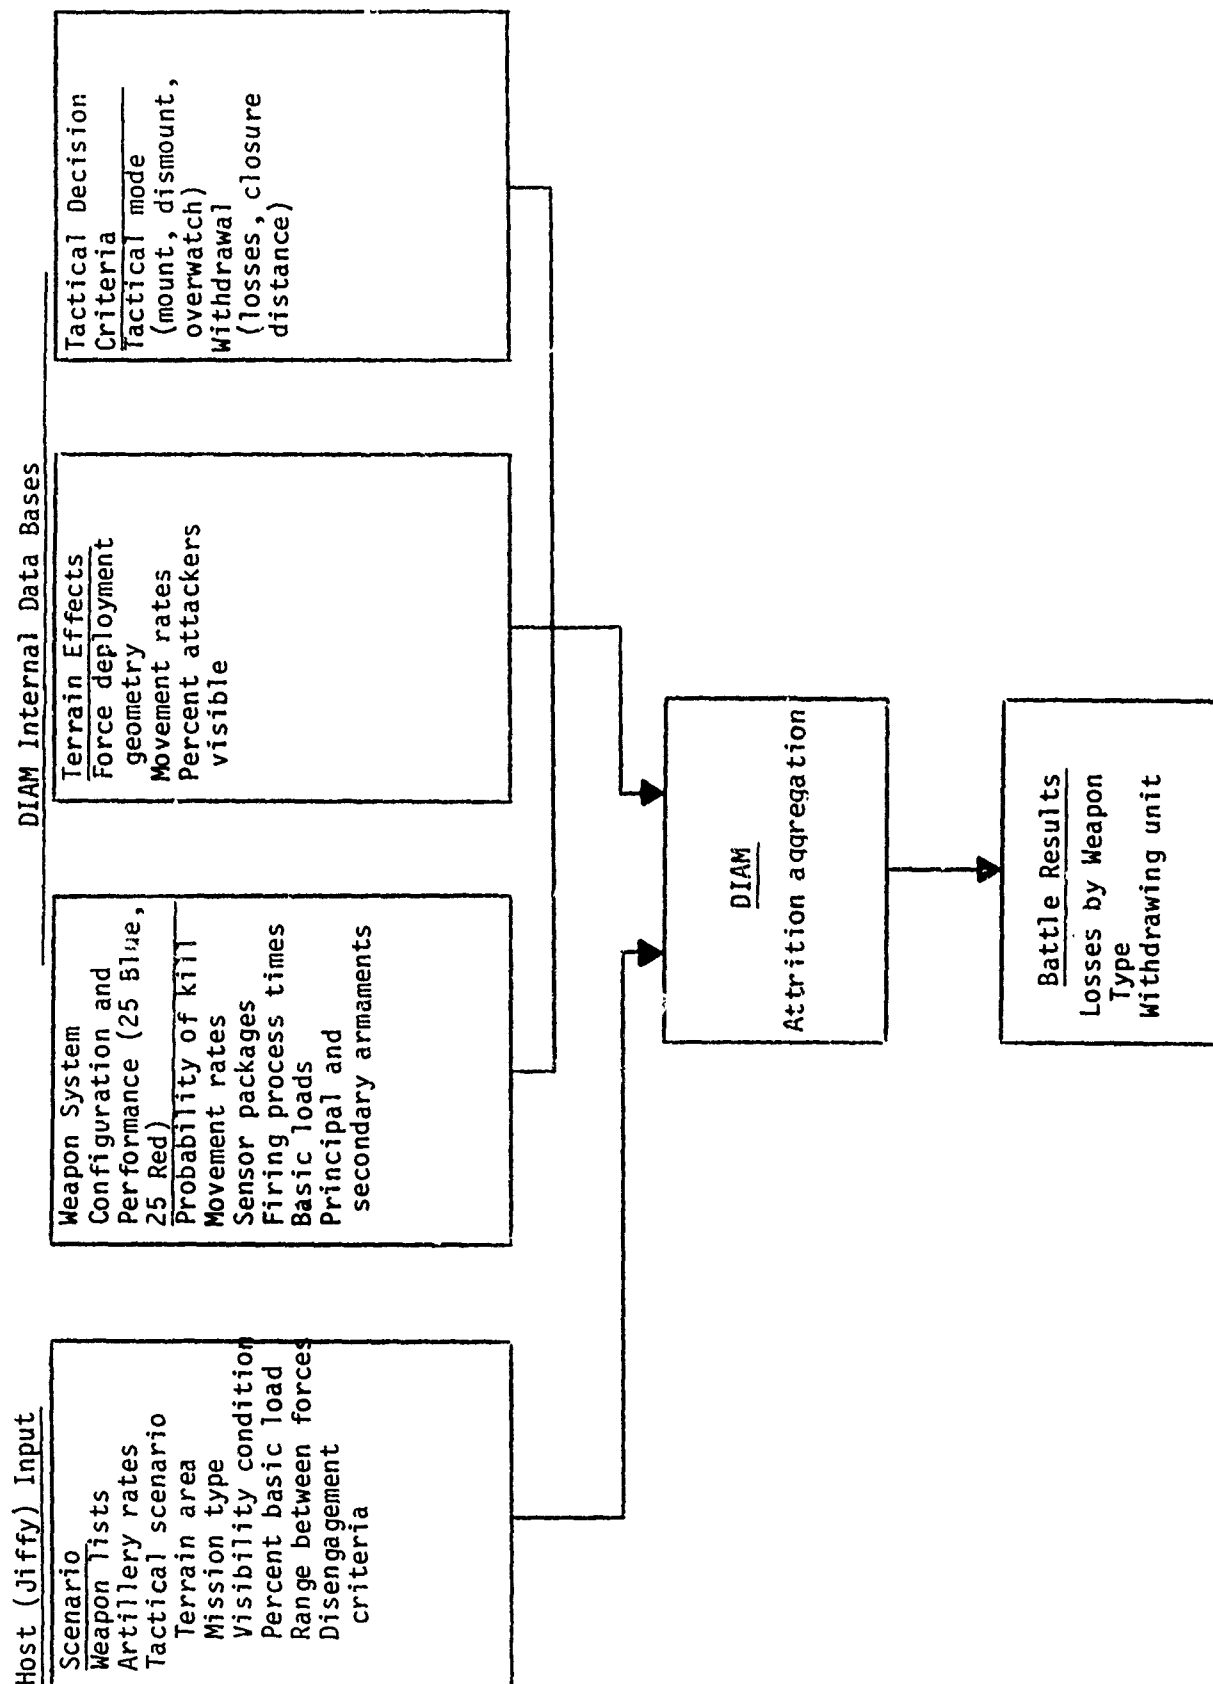 Host (Jiffy) Input
Scenario
Weapon lists
Artillery rates
Tactical scenario
Terrain area
Mission type
Visibility condition
Percent basic load
Range between forces
Disengagement
criteria
DIAM Internal Data Bases
Weapon System
Configuration and
Performance (25 Blue,
25 Red)
Probability of kill
Movement rates
Sensor packages
Firing process times
Basic loads
Principal and
secondary armaments
Terrain Effects
Force deployment
geometry
Movement rates
Percent attackers
visible
Tactical Decision
Criteria
Tactical mode
(mount, dismount,
overwatch)
Withdrawal
(losses, closure
distance)
DIAM
Attrition aggregation
Battle Results
Losses by Weapon
Type
Withdrawing unit